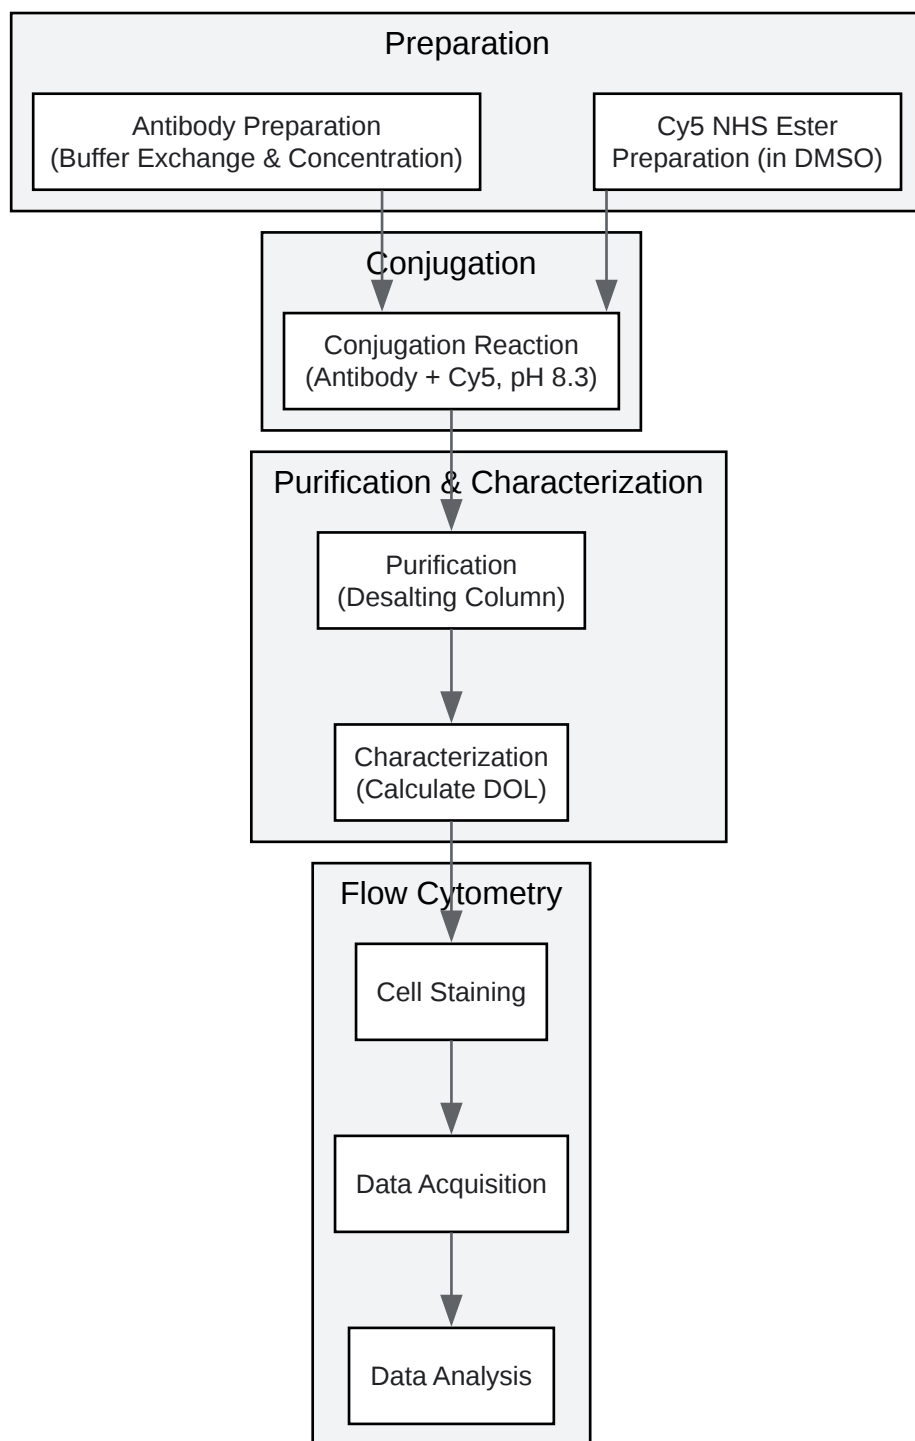 Preparation
Antibody Preparation
(Buffer Exchange & Concentration)
Cy5 NHS Ester
Preparation (in DMSO)
Conjugation
Conjugation Reaction
(Antibody + Cy5, pH 8.3)
Purification & Characterization
Purification
(Desalting Column)
Characterization
(Calculate DOL)
Flow Cytometry
Cell Staining
Data Acquisition
Data Analysis